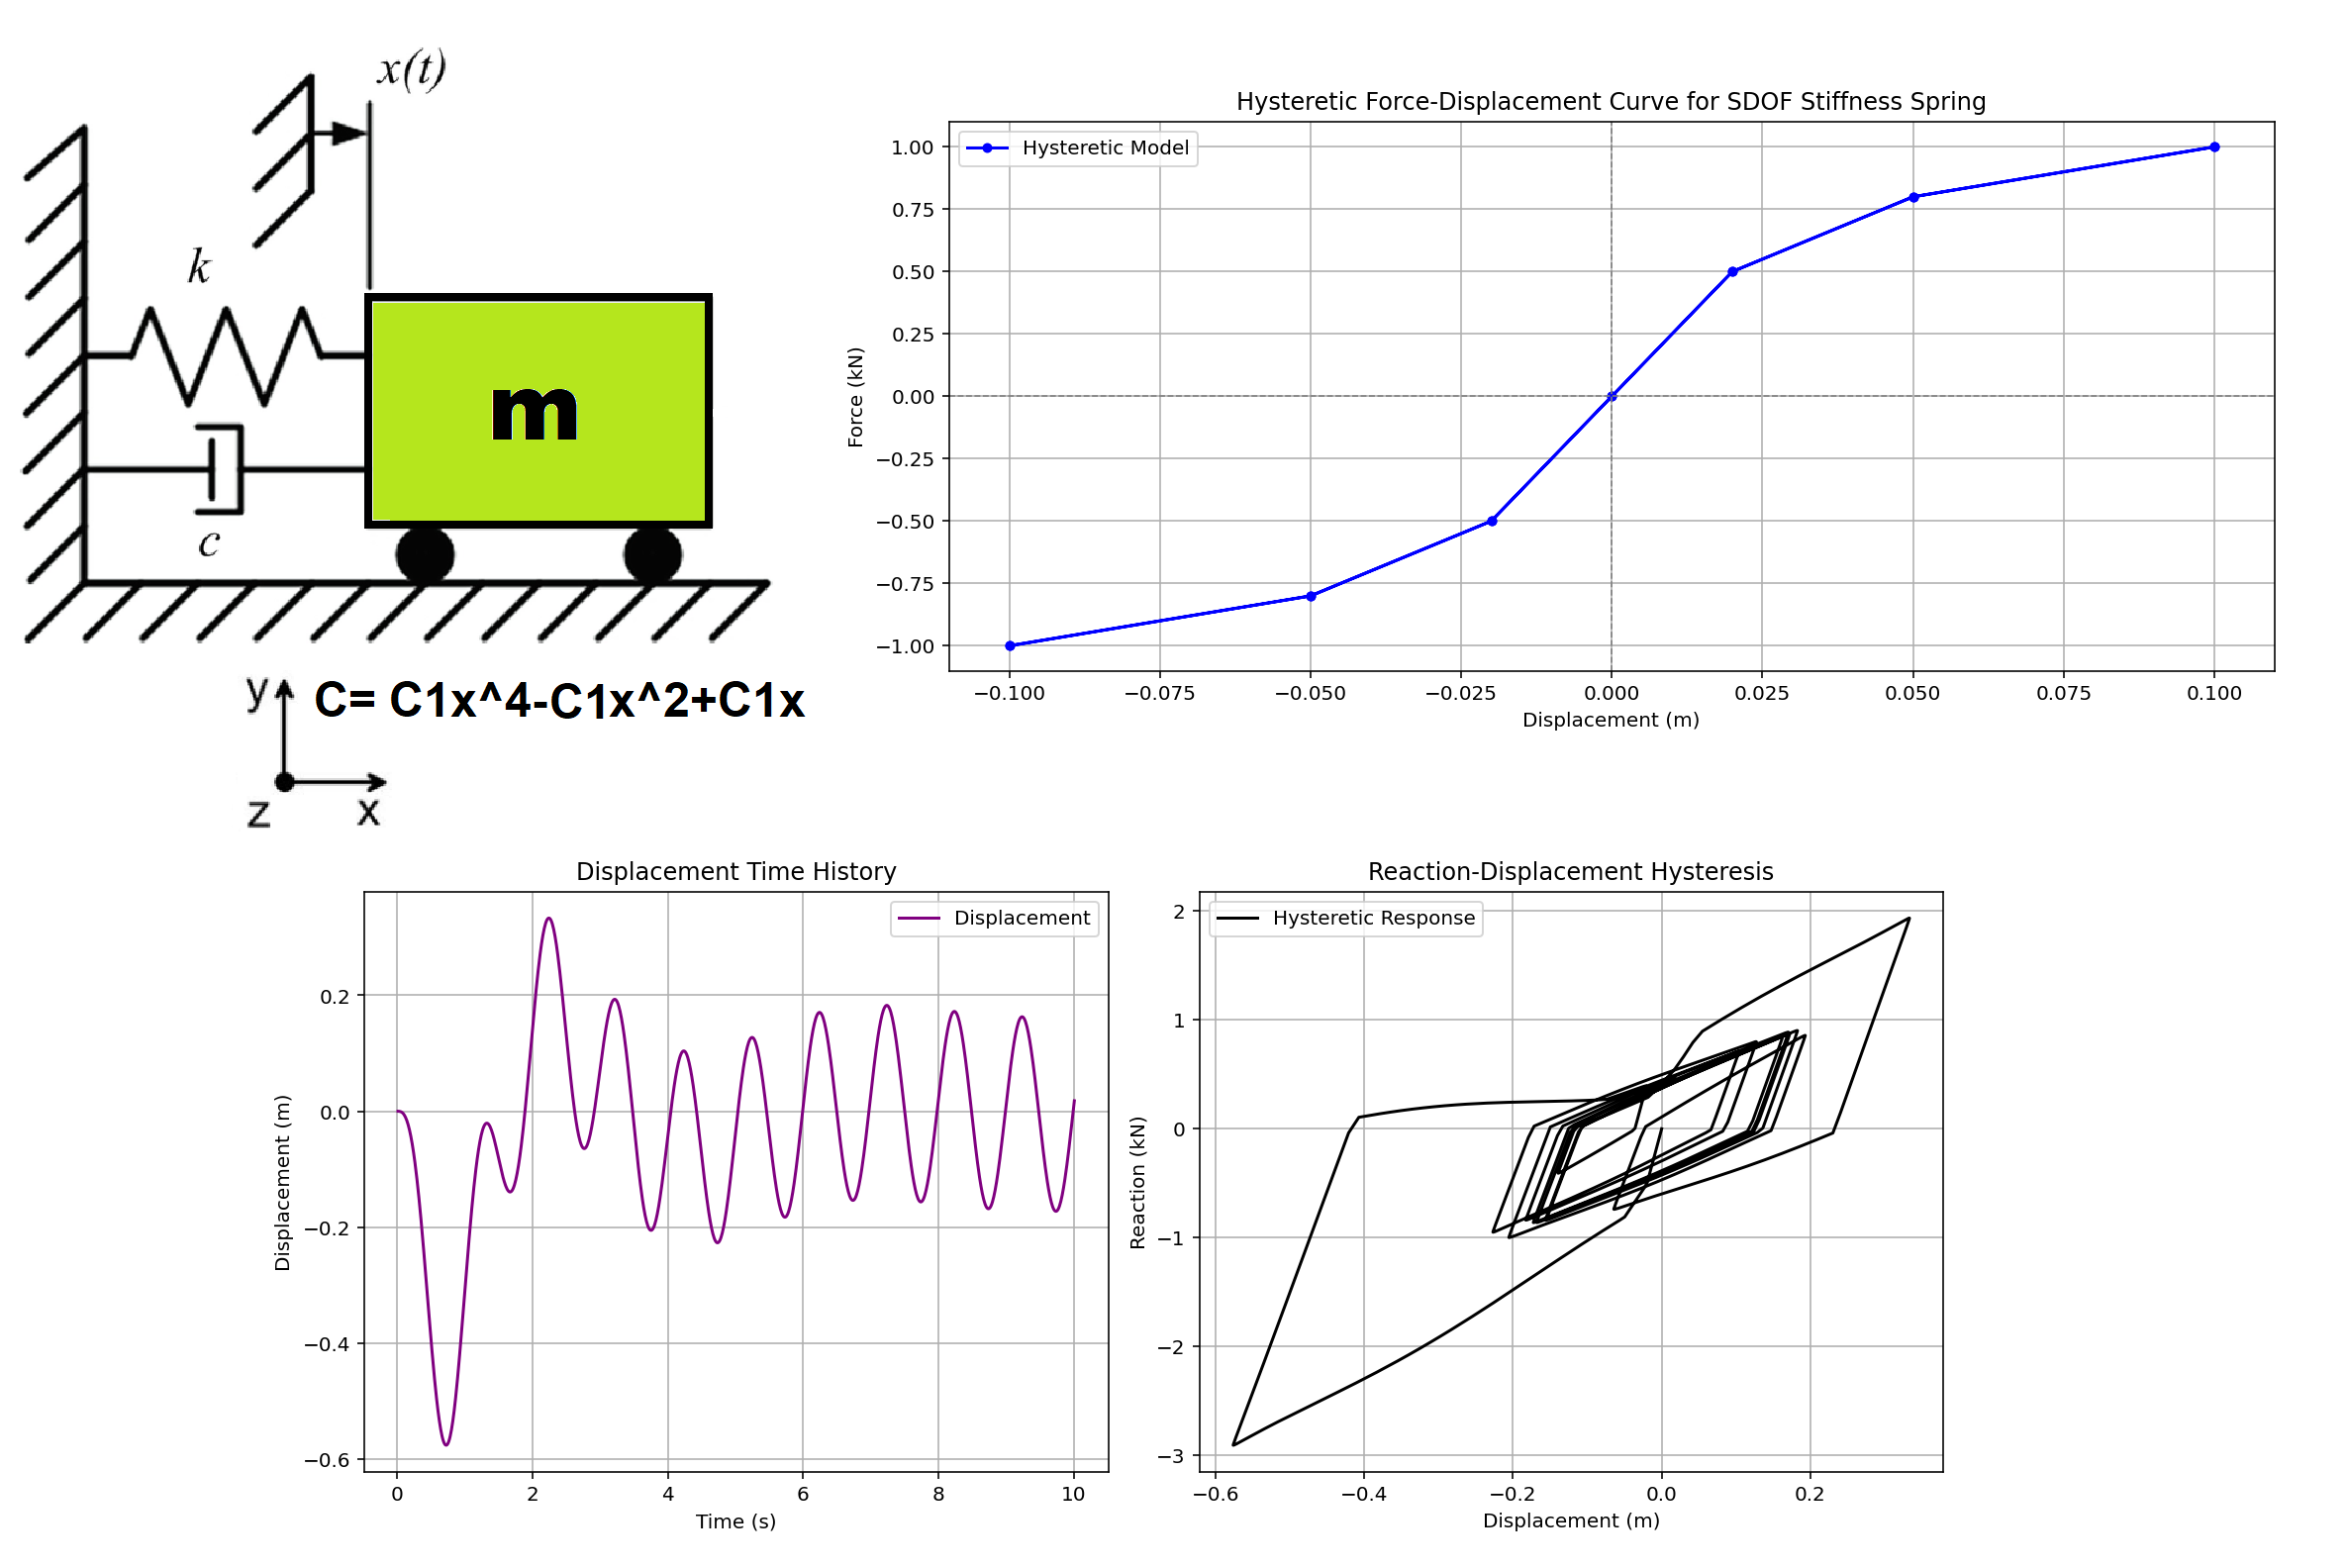 x(t)
k
m
c
C= C1x^4-C1x^2+C1x
y
z
x
Hysteretic Force-Displacement Curve for SDOF Stiffness Spring
Hysteretic Model
Force (kN)
1.00
0.75
0.50
0.25
0.00
−0.25
−0.50
−0.75
−1.00
−0.100 −0.075 −0.050 −0.025 0.000 0.025 0.050 0.075 0.100
Displacement (m)
Displacement Time History
Displacement
Displacement (m)
0.2
0.0
−0.2
−0.4
−0.6
0 2 4 6 8 10
Time (s)
Reaction-Displacement Hysteresis
Hysteretic Response
Reaction (kN)
2
1
0
−1
−2
−3
−0.6 −0.4 −0.2 0.0 0.2
Displacement (m)